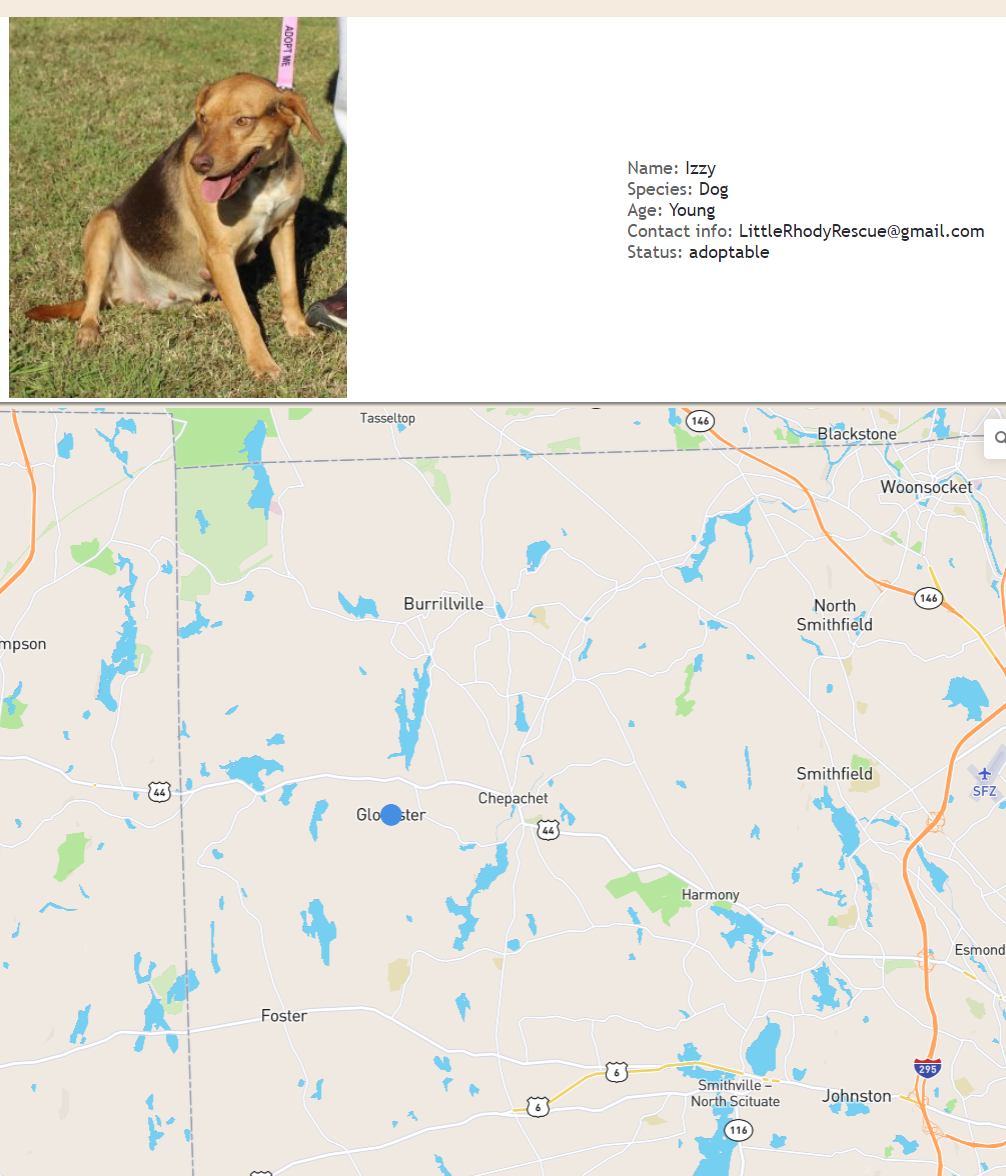 ADOPT ME
Name: Izzy
Species: Dog
Age: Young
Contact info: LittleRhodyRescue@gmail.com
Status: adoptable
Tasseltop
146
Blackstone
Woonsocket
Burrillville
146
North
Smithfield
mpson
44
Smithfield
SFZ
Chepachet
Glo ster
44
Harmony
Esmond
Foster
295
6
Smithville –
North Scituate
Johnston
6
116